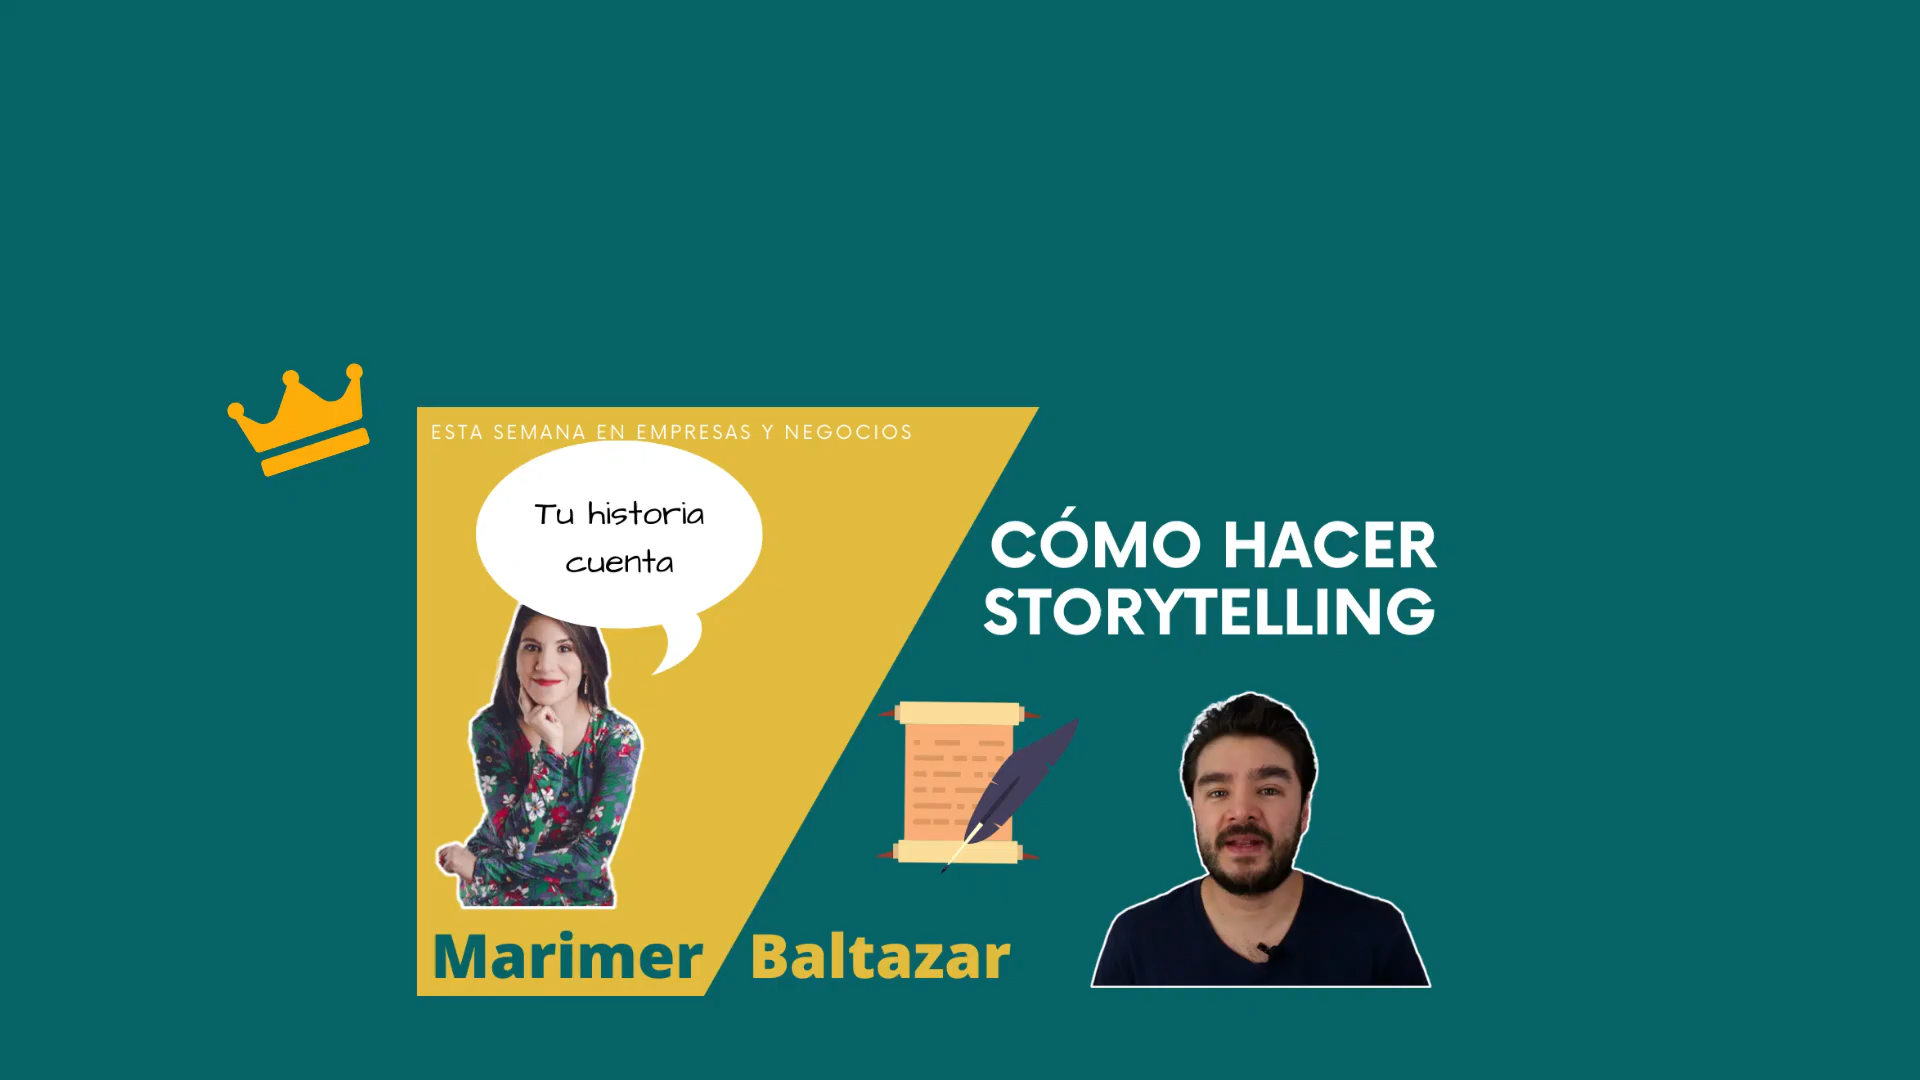 ESTA SEMANA EN EMPRESAS Y NEGOCIOS
Tu historia
cuenta
CÓMO HACER
STORYTELLING
Marimer Baltazar